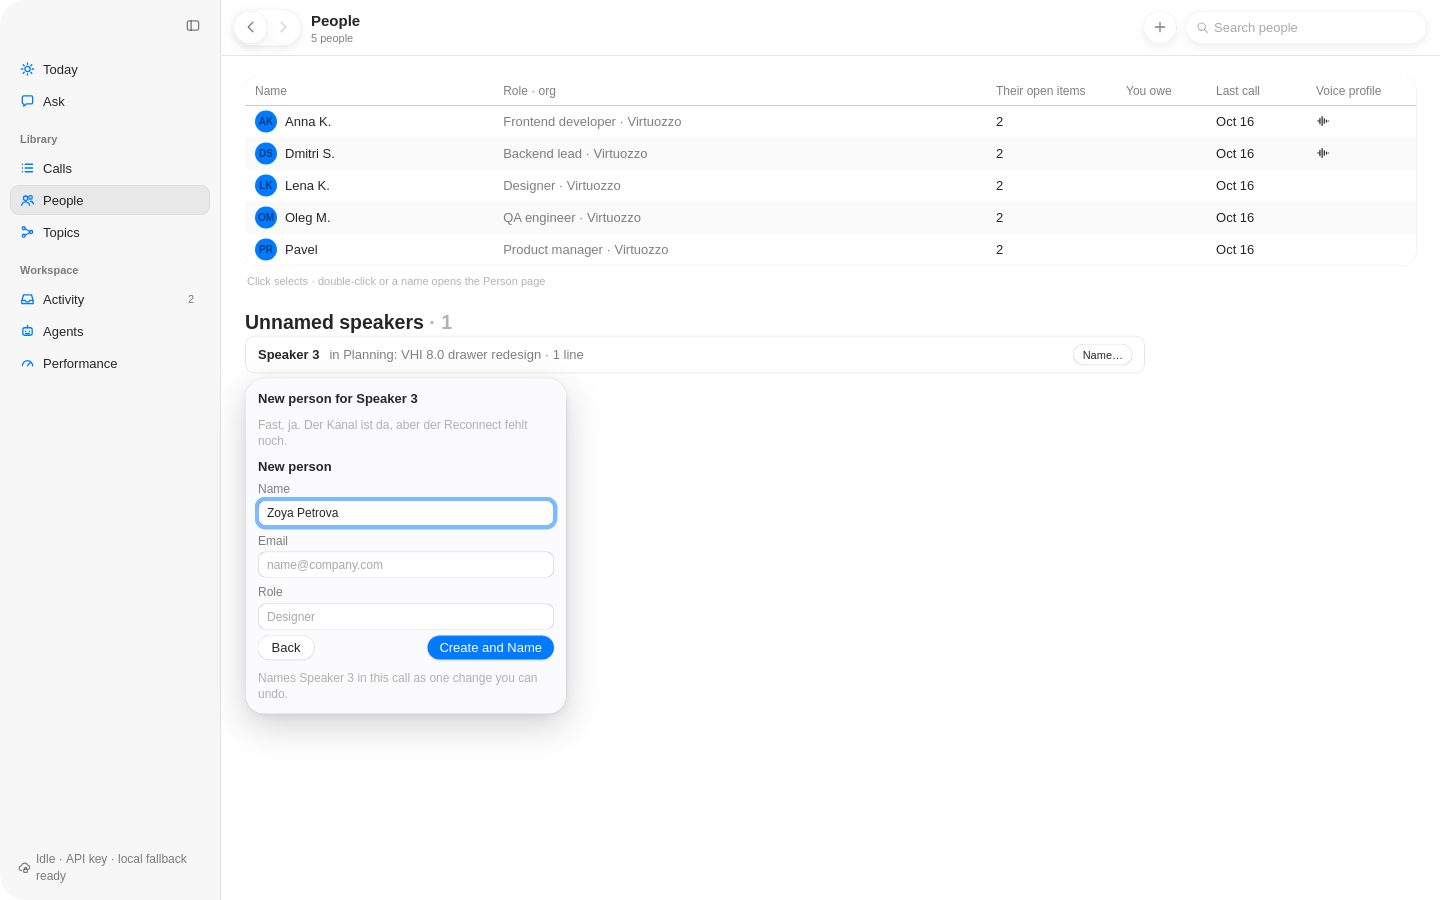 People
5 people
Search people
Today
Ask
Library
Calls
People
Topics
Workspace
Activity 2
Agents
Performance
Idle · API key · local fallback
ready
Name Role · org Their open items You owe Last call Voice profile
AK Anna K. Frontend developer · Virtuozzo 2 Oct 16
DS Dmitri S. Backend lead · Virtuozzo 2 Oct 16
LK Lena K. Designer · Virtuozzo 2 Oct 16
OM Oleg M. QA engineer · Virtuozzo 2 Oct 16
PR Pavel Product manager · Virtuozzo 2 Oct 16
Click selects · double-click or a name opens the Person page
Unnamed speakers · 1
Speaker 3 in Planning: VHI 8.0 drawer redesign · 1 line Name…
New person for Speaker 3
Fast, ja. Der Kanal ist da, aber der Reconnect fehlt
noch.
New person
Name
Zoya Petrova
Email
name@company.com
Role
Designer
Back Create and Name
Names Speaker 3 in this call as one change you can
undo.